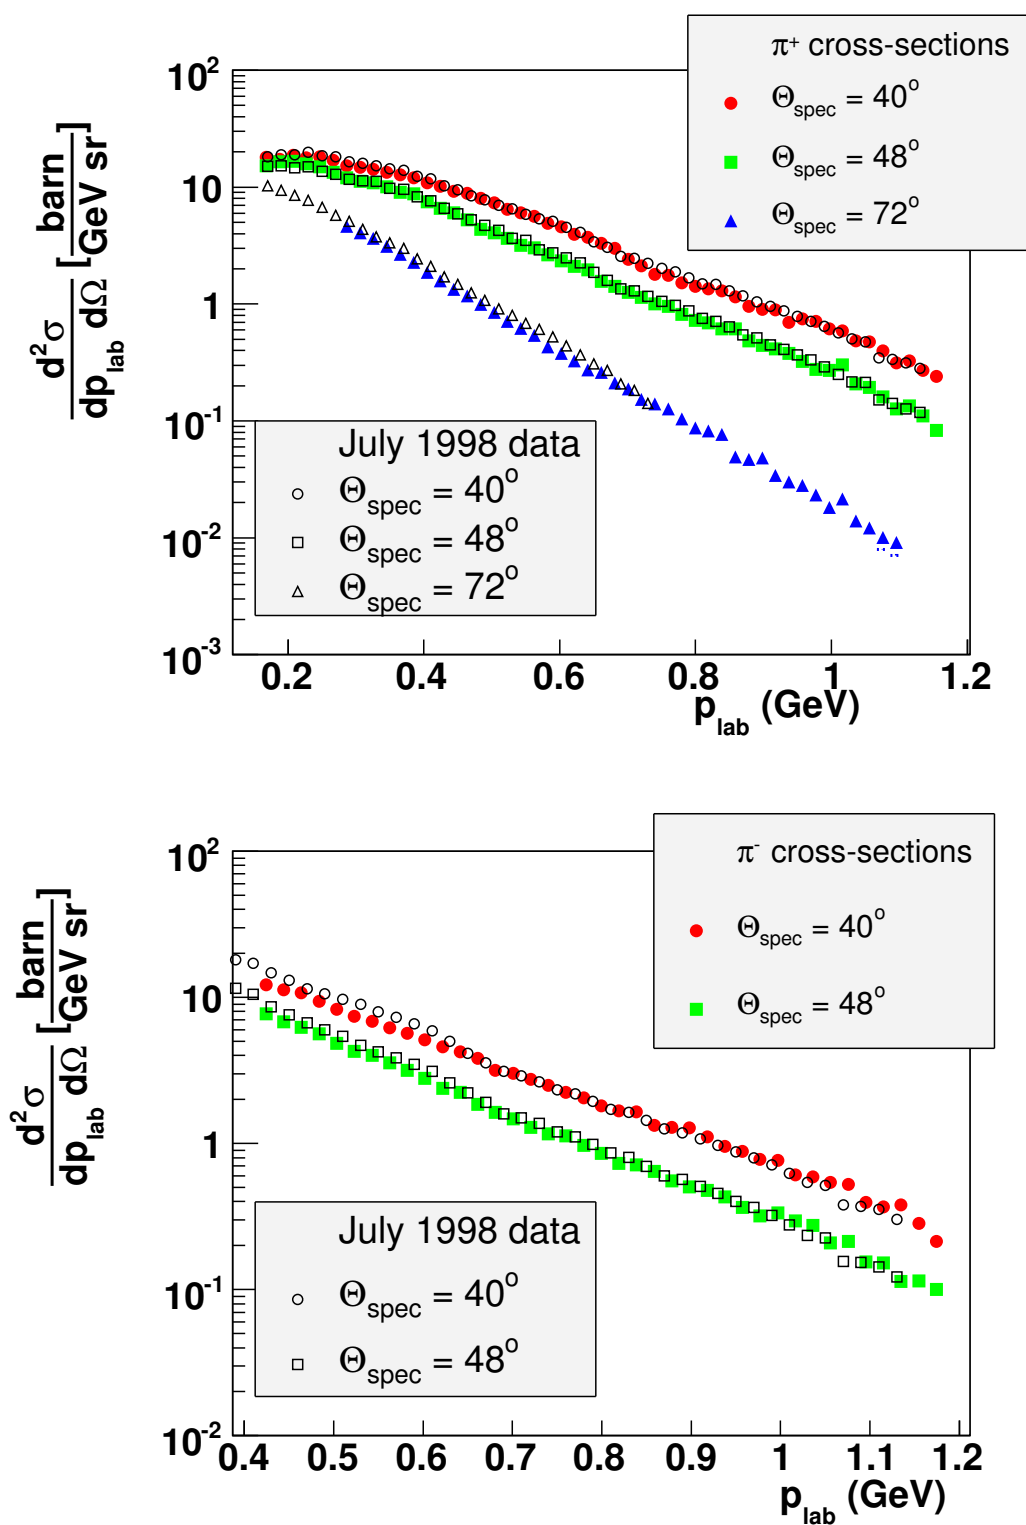 π⁺ cross-sections
Θspec = 40°
Θspec = 48°
Θspec = 72°
d²σ
dp_lab dΩ
[barn
GeV sr]
10²
10
1
10⁻¹
10⁻²
10⁻³
July 1998 data
Θspec = 40°
Θspec = 48°
Θspec = 72°
0.2 0.4 0.6 0.8 1 1.2
p_lab (GeV)
π⁻ cross-sections
Θspec = 40°
Θspec = 48°
d²σ
dp_lab dΩ
[barn
GeV sr]
10²
10
1
10⁻¹
10⁻²
July 1998 data
Θspec = 40°
Θspec = 48°
0.4 0.5 0.6 0.7 0.8 0.9 1 1.1 1.2
p_lab (GeV)